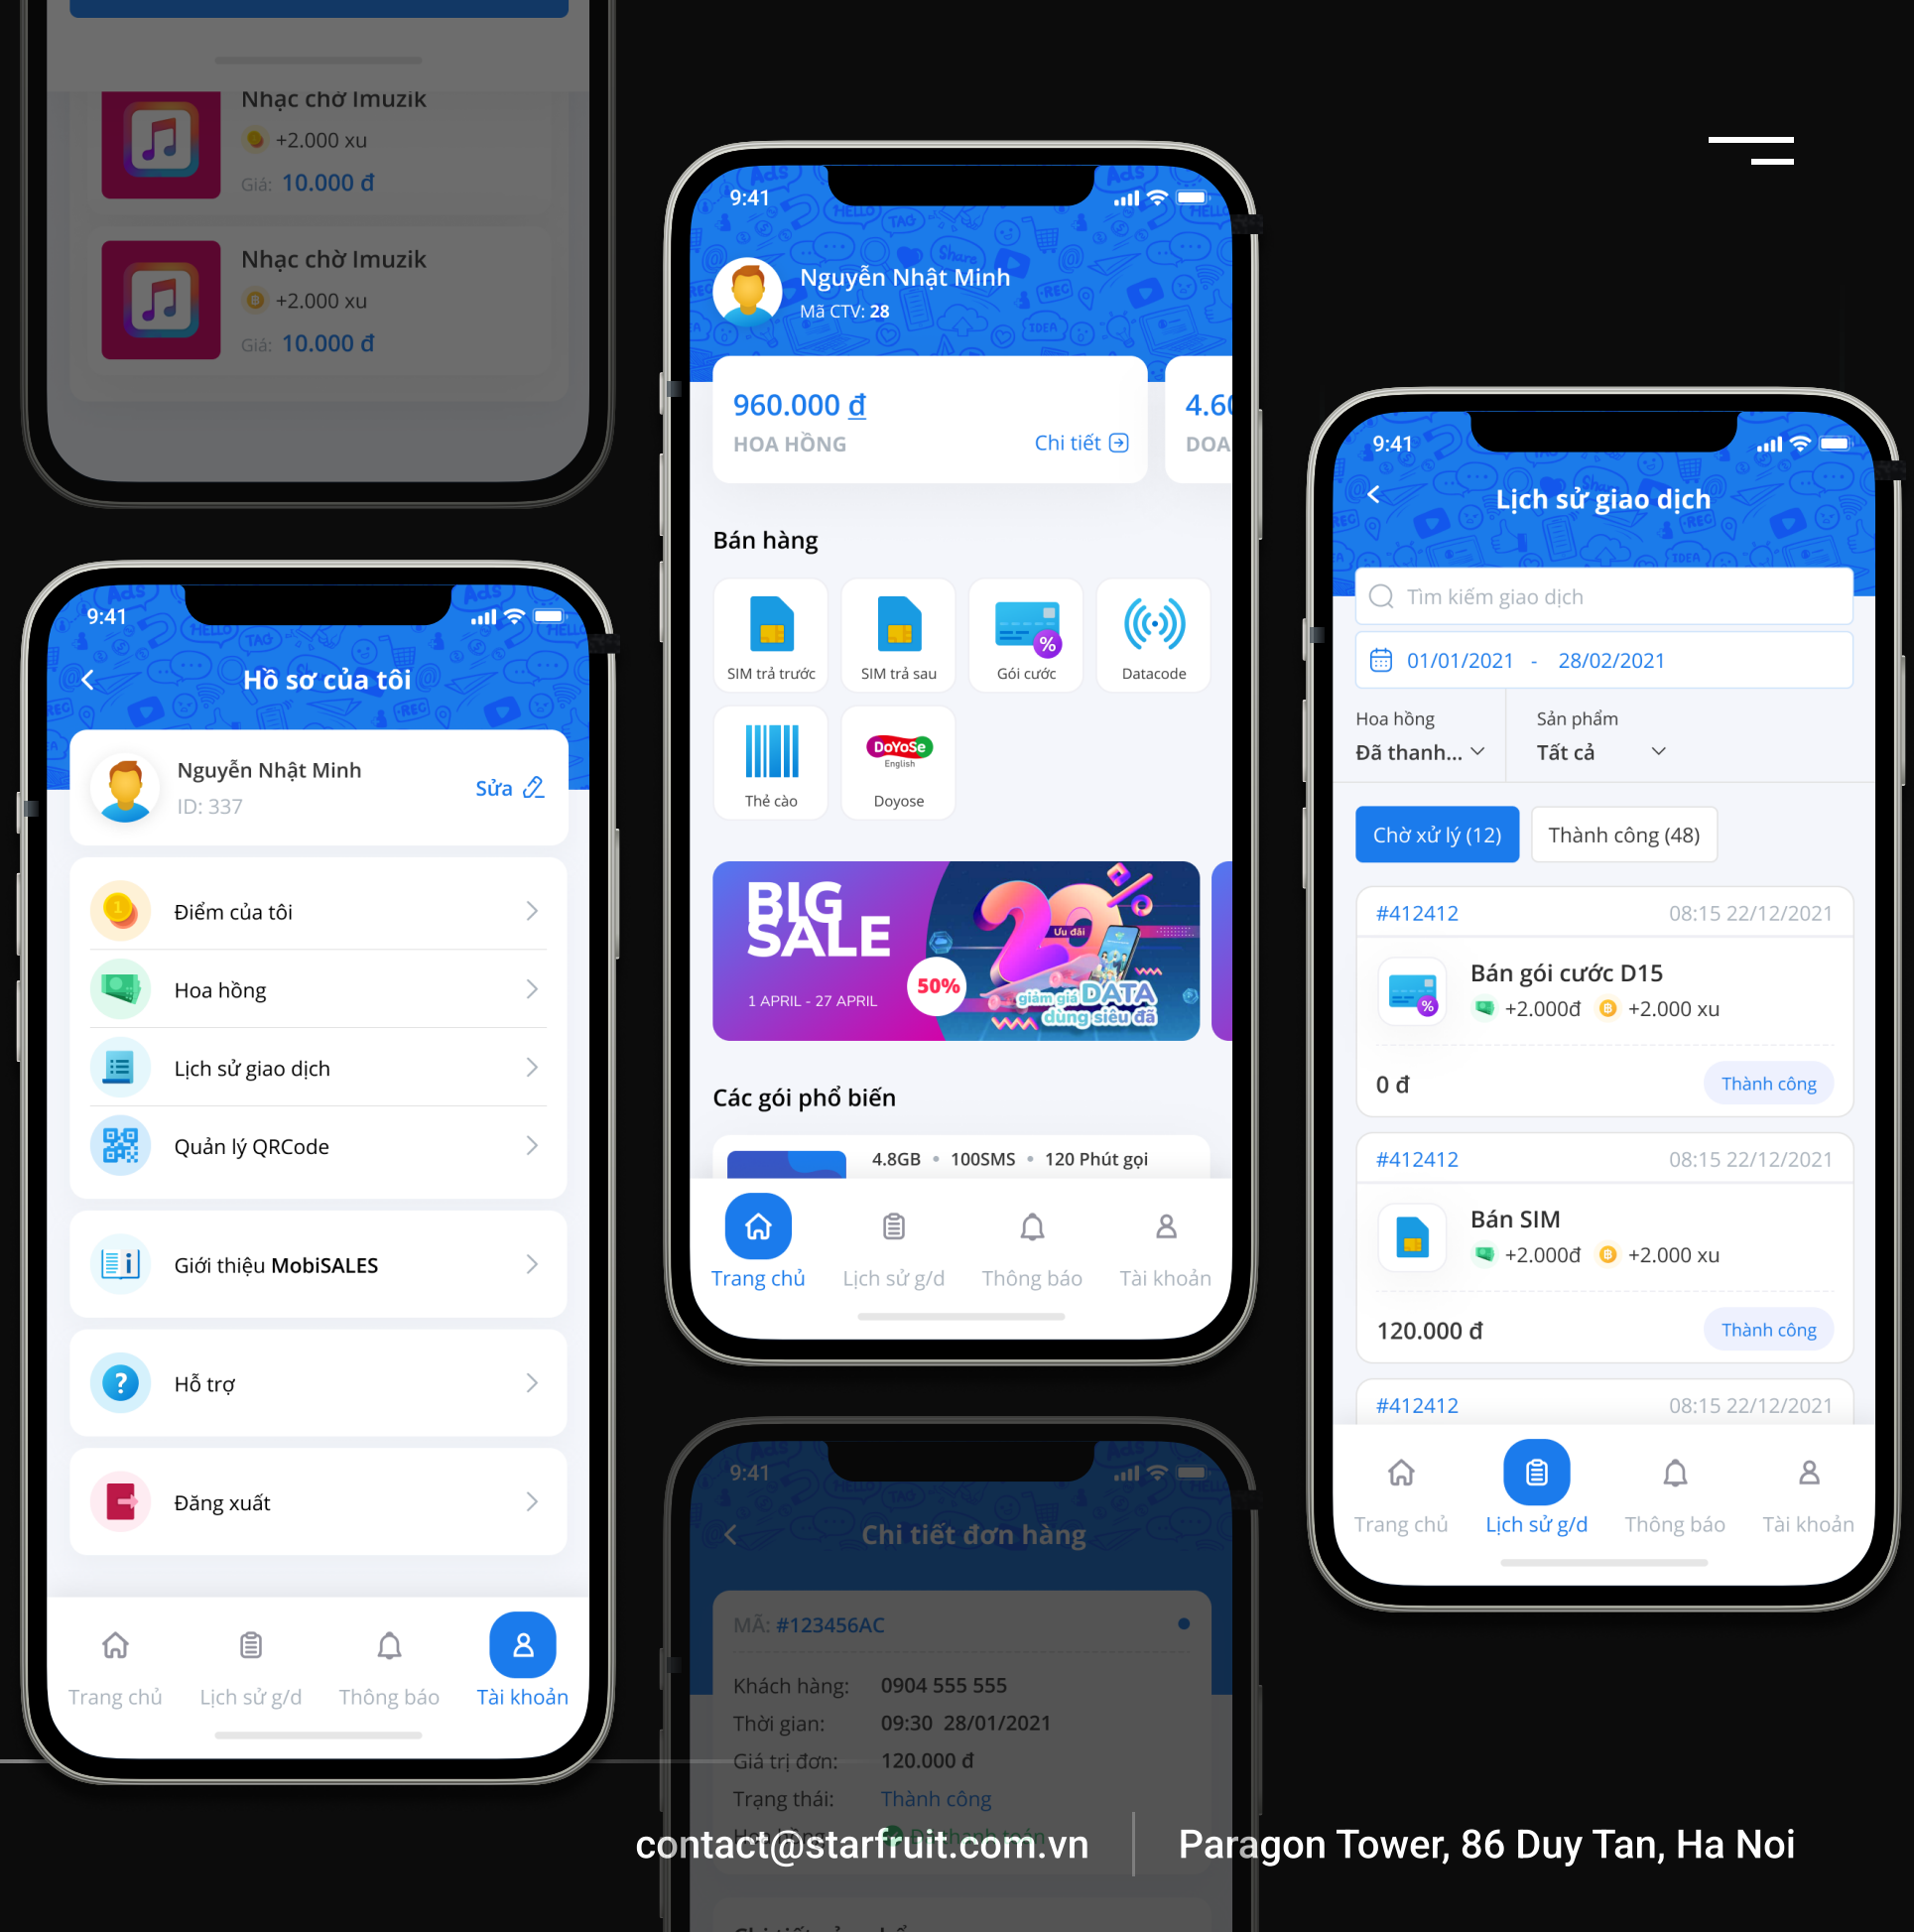 Nhạc chờ Imuzik
+2.000 xu
Giá: 10.000 đ
Nhạc chờ Imuzik
+2.000 xu
Giá: 10.000 đ
9:41
Hồ sơ của tôi
Nguyễn Nhật Minh
ID: 337
Sửa
Điểm của tôi
Hoa hồng
Lịch sử giao dịch
Quản lý QRCode
Giới thiệu MobiSALES
Hỗ trợ
Đăng xuất
Trang chủ
Lịch sử g/d
Thông báo
Tài khoản
9:41
Nguyễn Nhật Minh
Mã CTV: 28
960.000 đ
HOA HỒNG
Chi tiết
4.60
DOA
Bán hàng
SIM trả trước
SIM trả sau
Gói cước
Datacode
DoYoSe
English
Thẻ cào
Doyose
BIG
SALE
1 APRIL - 27 APRIL
50%
20%
Ưu đãi
giảm giá DATA
dùng siêu đã
Các gói phổ biến
4.8GB • 100SMS • 120 Phút gọi
Trang chủ
Lịch sử g/d
Thông báo
Tài khoản
9:41
Chi tiết đơn hàng
MÃ: #123456AC
Khách hàng: 0904 555 555
Thời gian: 09:30 28/01/2021
Giá trị đơn: 120.000 đ
Trạng thái: Thành công
9:41
Lịch sử giao dịch
Tìm kiếm giao dịch
01/01/2021 - 28/02/2021
Hoa hồng
Đã thanh...
Sản phẩm
Tất cả
Chờ xử lý (12)
Thành công (48)
#412412
08:15 22/12/2021
Bán gói cước D15
+2.000đ +2.000 xu
0 đ
Thành công
#412412
08:15 22/12/2021
Bán SIM
+2.000đ +2.000 xu
120.000 đ
Thành công
#412412
08:15 22/12/2021
Trang chủ
Lịch sử g/d
Thông báo
Tài khoản
contact@starfruit.com.vn
Paragon Tower, 86 Duy Tan, Ha Noi